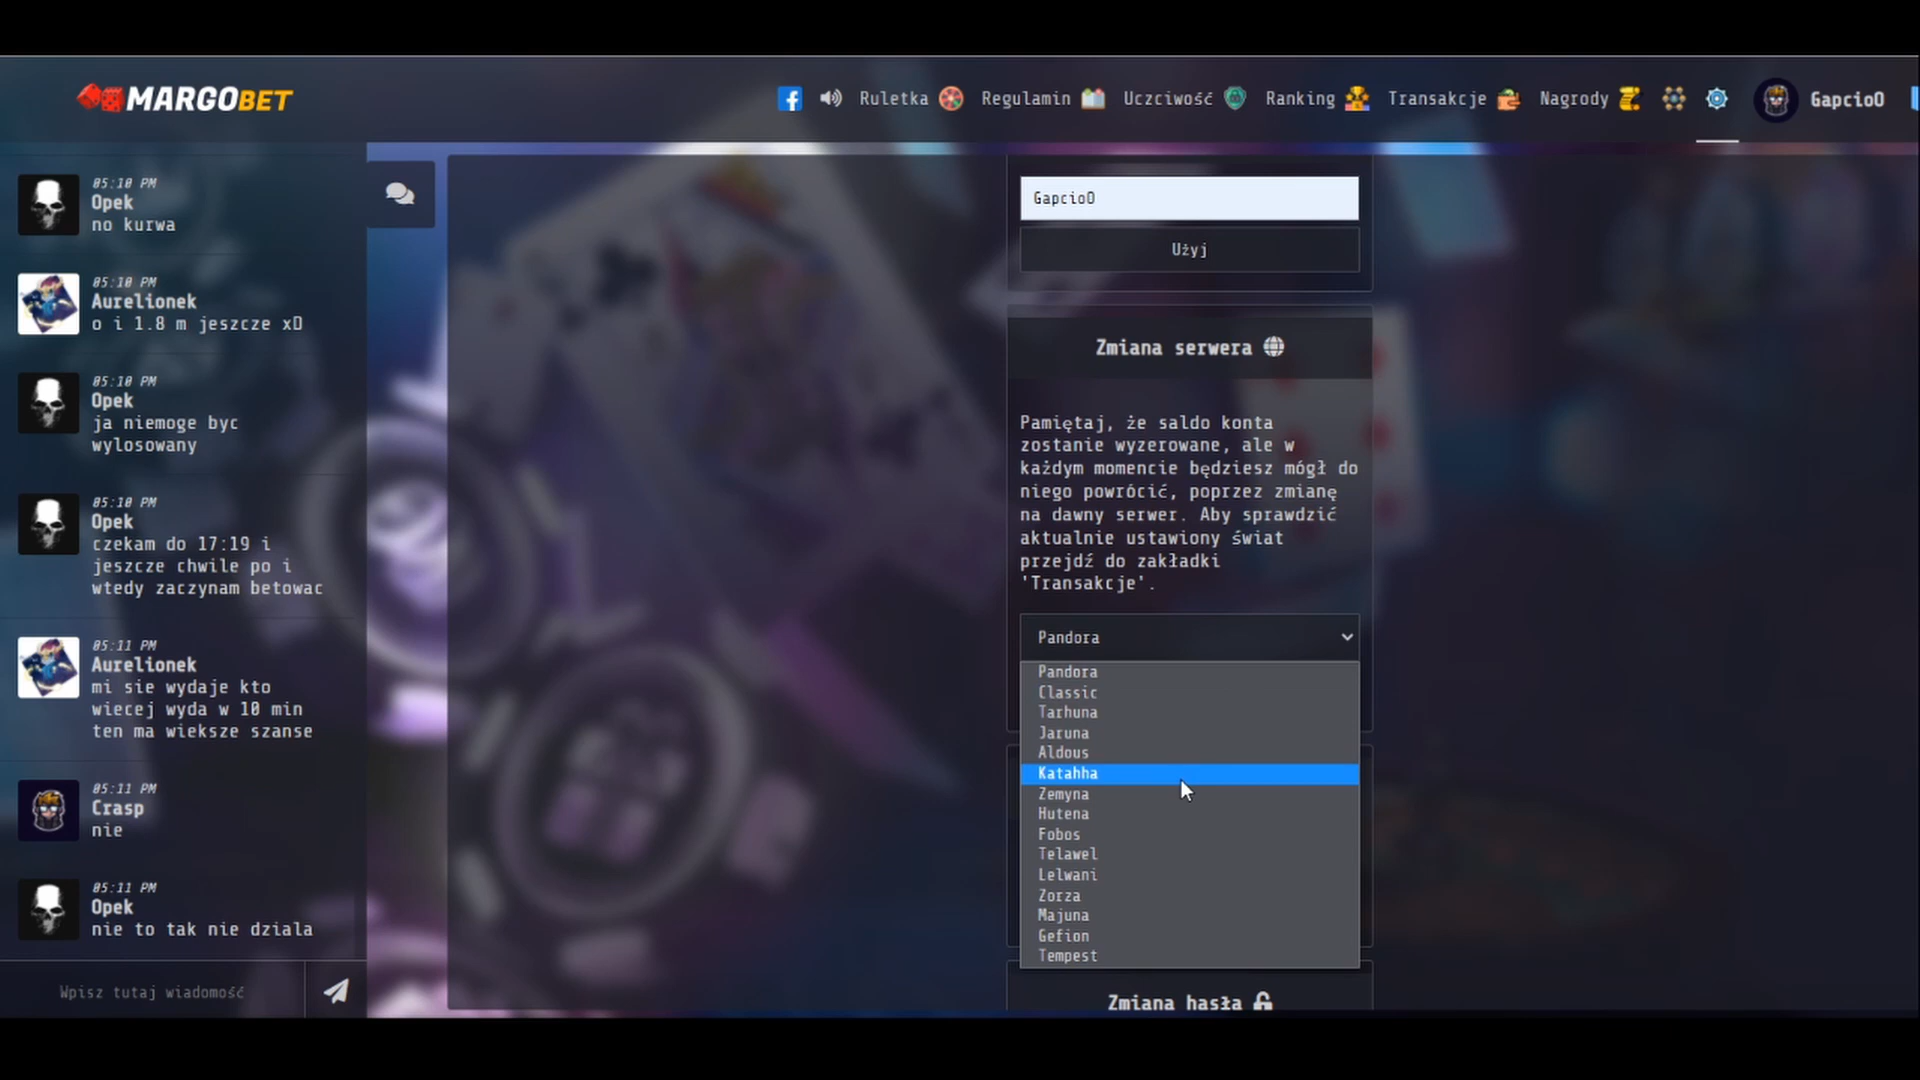 MARGOBET
Ruletka
Regulamin
Uczciwość
Ranking
Transakcje
Nagrody
GapcioO
05:10 PM
Opek
no kurwa
05:10 PM
Aurelionek
o i 1.8 m jeszcze xD
05:10 PM
Opek
ja niemoge byc
wylosowany
05:10 PM
Opek
czekam do 17:19 i
jeszcze chwile po i
wtedy zaczynam betowac
05:11 PM
Aurelionek
mi sie wydaje kto
wiecej wyda w 10 min
ten ma wieksze szanse
05:11 PM
Crasp
nie
05:11 PM
Opek
nie to tak nie dziala
Wpisz tutaj wiadomość
GapcioO
Użyj
Zmiana serwera
Pamiętaj, że saldo konta
zostanie wyzerowane, ale w
każdym momencie będziesz mógł do
niego powrócić, poprzez zmianę
na dawny serwer. Aby sprawdzić
aktualnie ustawiony świat
przejdź do zakładki
'Transakcje'.
Pandora
Pandora
Classic
Tarhuna
Jaruna
Aldous
Katahha
Zemyna
Hutena
Fobos
Telawel
Lelwani
Zorza
Majuna
Gefion
Tempest
Zmiana hasła